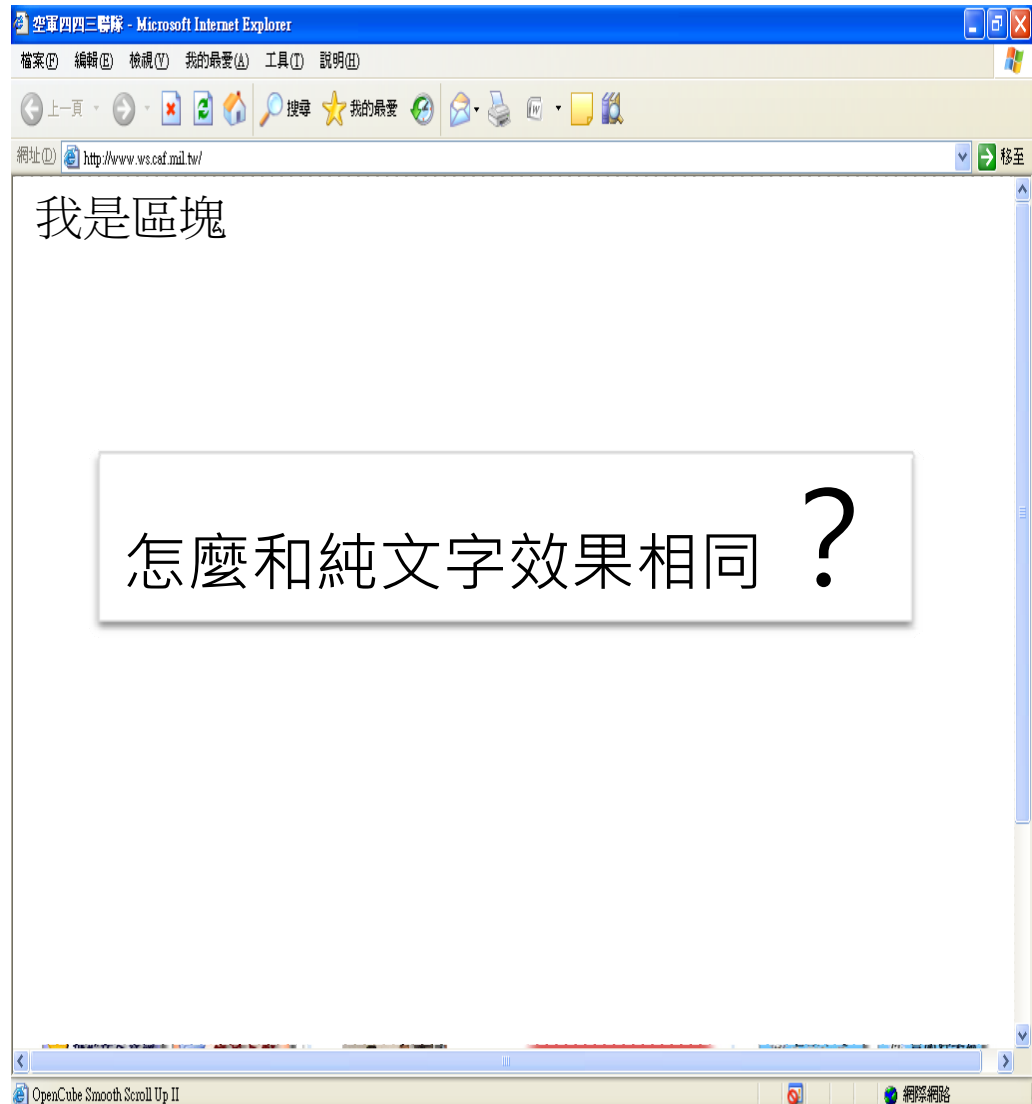 空軍四四三聯隊 - Microsoft Internet Explorer
檔案(F) 編輯(E) 檢視(V) 我的最愛(A) 工具(T) 說明(H)
上一頁 搜尋 我的最愛
網址(D) http://www.ws.caf.mil.tw/ 移至
我是區塊
怎麼和純文字效果相同？
OpenCube Smooth Scroll Up II 網際網路